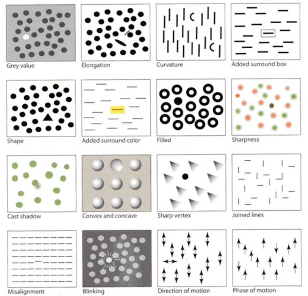 Grey value
Elongation
Curvature
Added surround box
Shape
Added surround color
Filled
Sharpness
Cast shadow
Convex and concave
Sharp vertex
Joined lines
Misalignment
Blinking
Direction of motion
Phase of motion